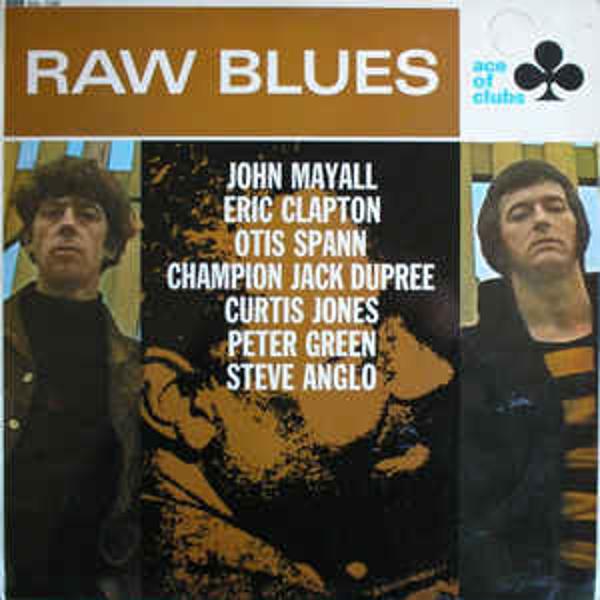 RAW BLUES
ace
of
clubs
JOHN MAYALL
ERIC CLAPTON
OTIS SPANN
CHAMPION JACK DUPREE
CURTIS JONES
PETER GREEN
STEVE ANGLO